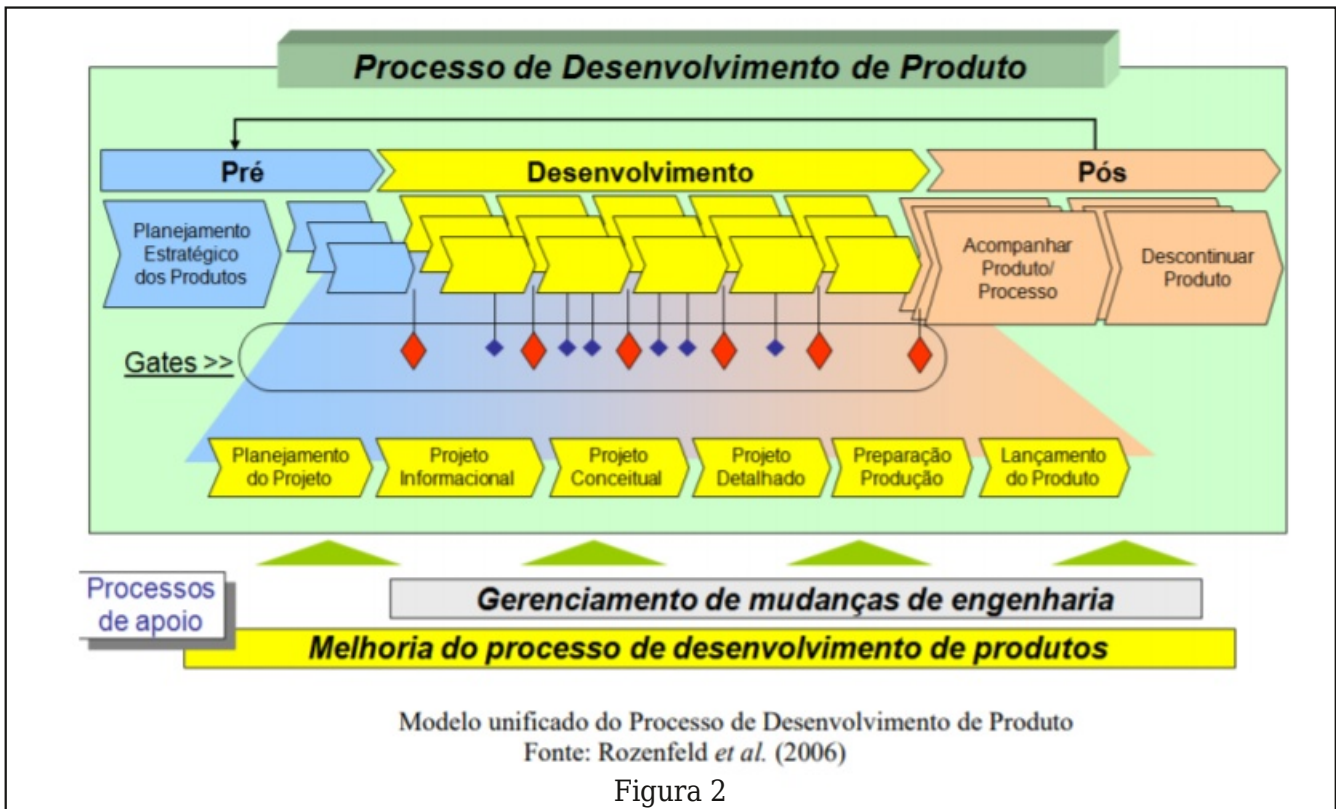 Processo de Desenvolvimento de Produto
Pré
Desenvolvimento
Pós
Planejamento
Estratégico
dos Produtos
Acompanhar
Produto/
Processo
Descontinuar
Produto
Gates >>
Planejamento
do Projeto
Projeto
Informacional
Projeto
Conceitual
Projeto
Detalhado
Preparação
Produção
Lançamento
do Produto
Processos
de apoio
Gerenciamento de mudanças de engenharia
Melhoria do processo de desenvolvimento de produtos
Modelo unificado do Processo de Desenvolvimento de Produto
Fonte: Rozenfeld et al. (2006)
Figura 2